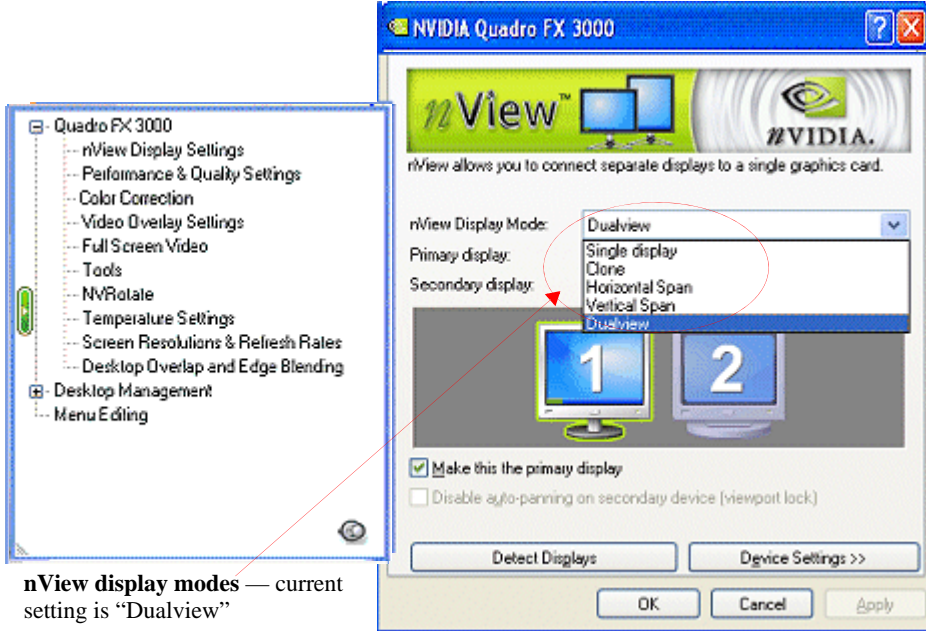 NVIDIA Quadro FX 3000
nView™
NVIDIA.
nView allows you to connect separate displays to a single graphics card.
nView Display Mode:
Dualview
Primary display:
Secondary display:
Single display
Clone
Horizontal Span
Vertical Span
Dualview
1
2
Make this the primary display
Disable auto-panning on secondary device (viewport lock)
Detect Displays
Device Settings >>
OK
Cancel
Apply
Quadro FX 3000
nView Display Settings
Performance & Quality Settings
Color Correction
Video Overlay Settings
Full Screen Video
Tools
NVRotate
Temperature Settings
Screen Resolutions & Refresh Rates
Desktop Overlap and Edge Blending
Desktop Management
Menu Editing
nView display modes — current
setting is “Dualview”